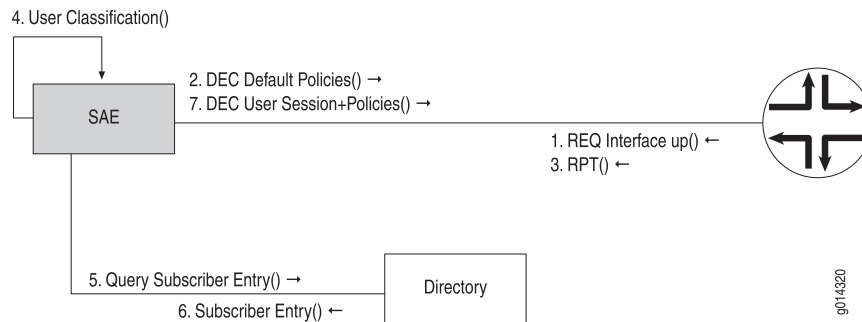 4. User Classification()
SAE
2. DEC Default Policies() →
7. DEC User Session+Policies() →
1. REQ Interface up() ←
3. RPT() ←
5. Query Subscriber Entry() →
6. Subscriber Entry() ←
Directory
g014320